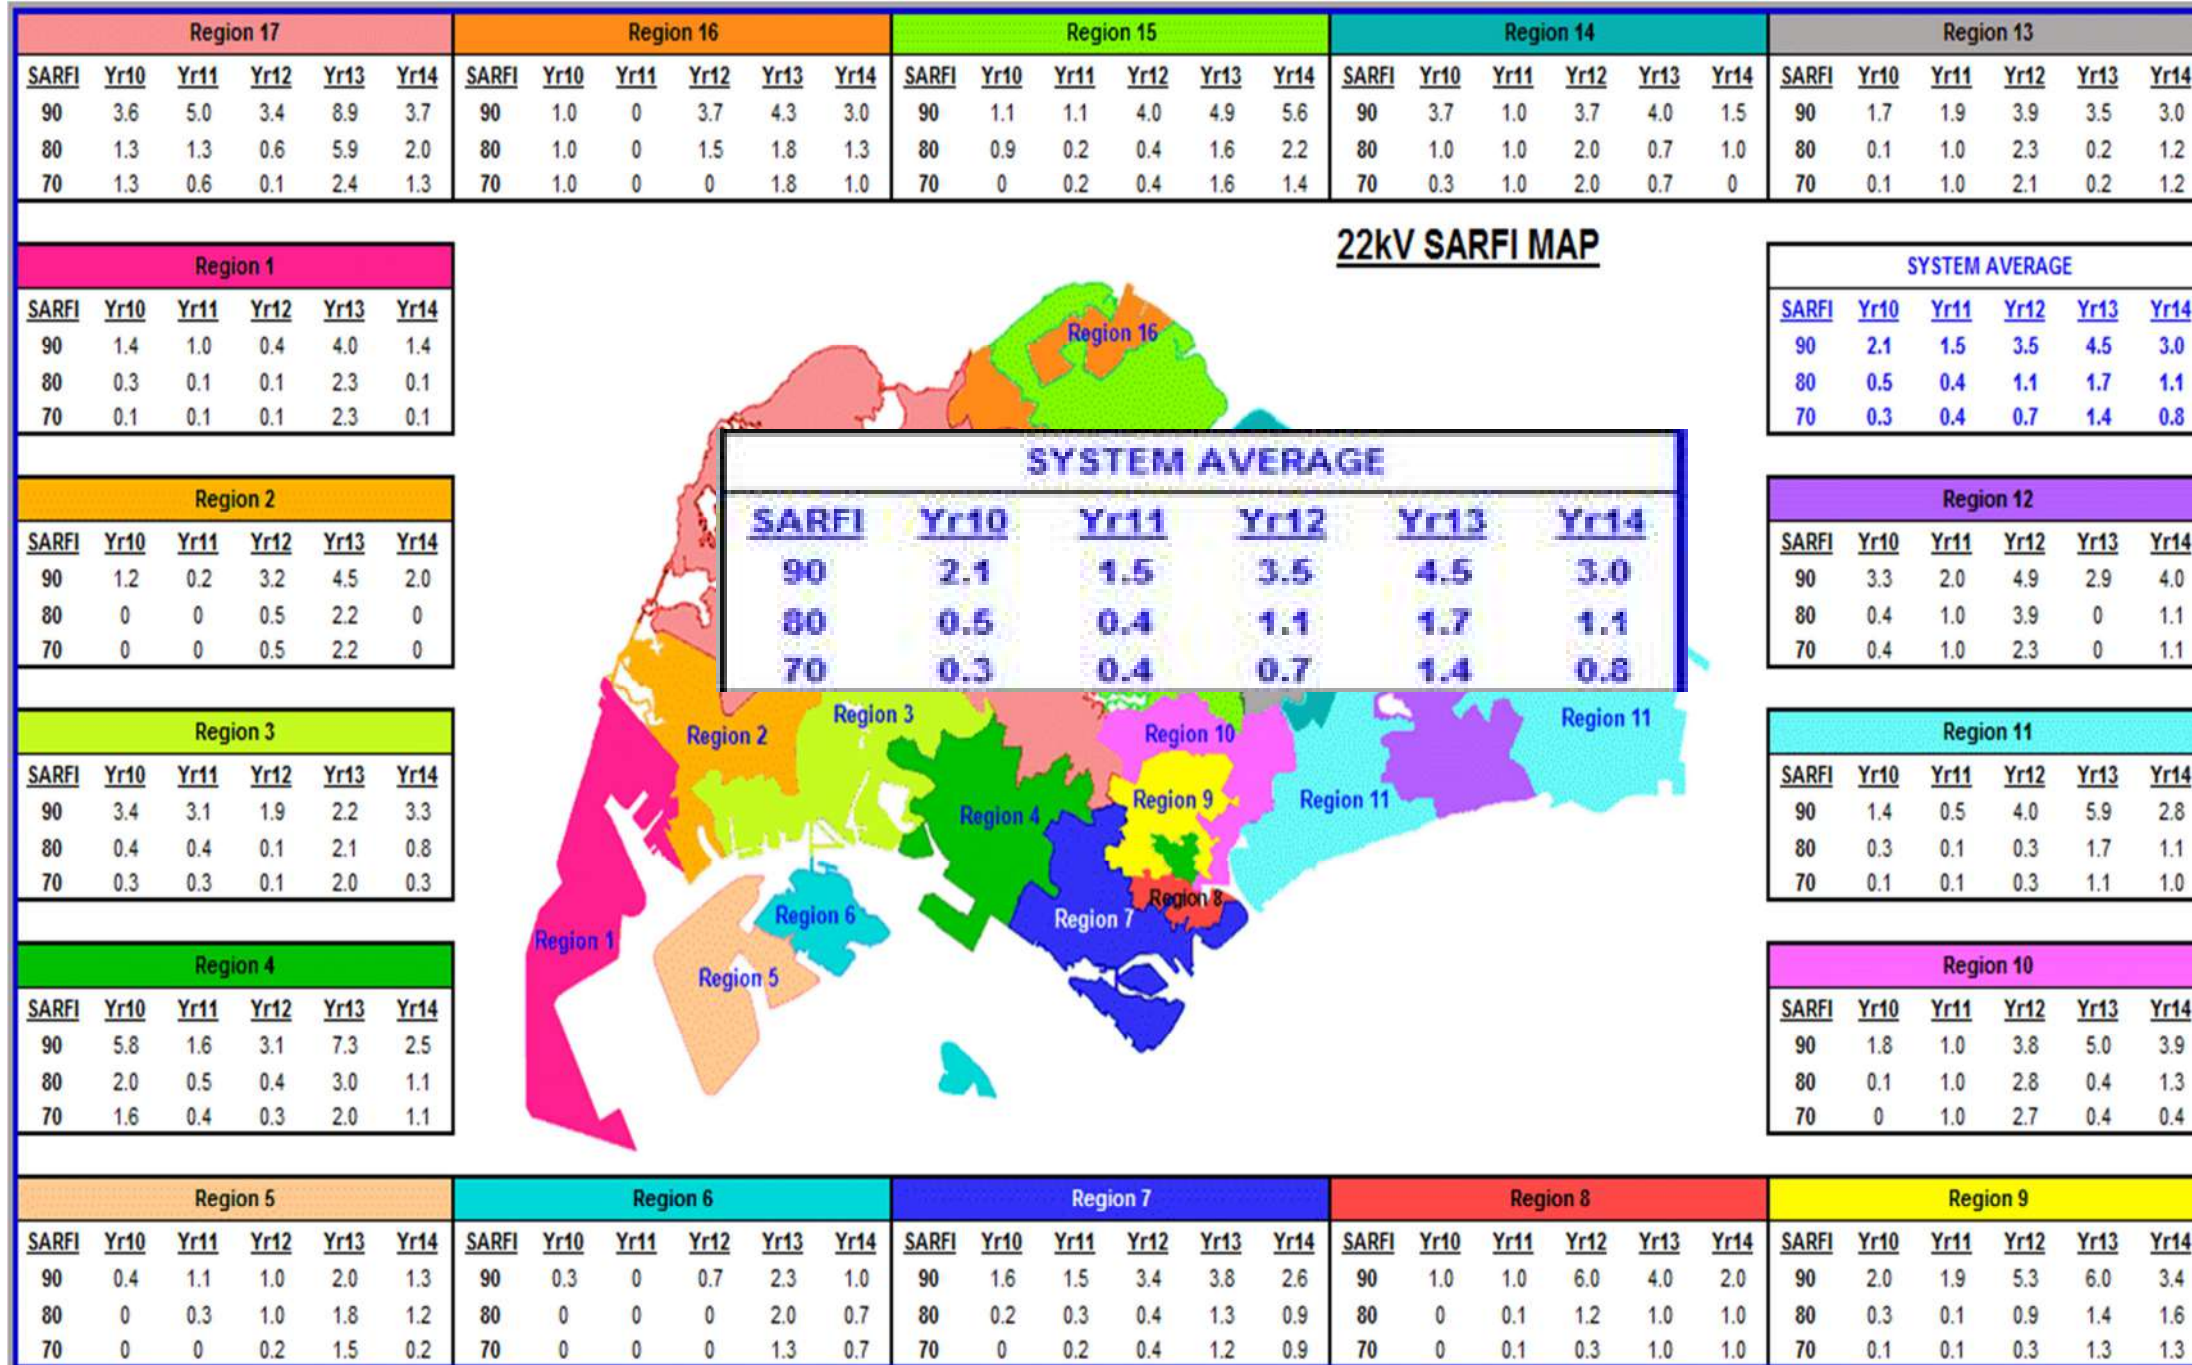 Region 17 Region 16 Region 15 Region 14 Region 13
SARFI Yr10 Yr11 Yr12 Yr13 Yr14 SARFI Yr10 Yr11 Yr12 Yr13 Yr14 SARFI Yr10 Yr11 Yr12 Yr13 Yr14 SARFI Yr10 Yr11 Yr12 Yr13 Yr14 SARFI Yr10 Yr11 Yr12 Yr13 Yr14
90 3.6 5.0 3.4 8.9 3.7 90 1.0 0 3.7 4.3 3.0 90 1.1 1.1 4.0 4.9 5.6 90 3.7 1.0 3.7 4.0 1.5 90 1.7 1.9 3.9 3.5 3.0
80 1.3 1.3 0.6 5.9 2.0 80 1.0 0 1.5 1.8 1.3 80 0.9 0.2 0.4 1.6 2.2 80 1.0 1.0 2.0 0.7 1.0 80 0.1 1.0 2.3 0.2 1.2
70 1.3 0.6 0.1 2.4 1.3 70 1.0 0 0 1.8 1.0 70 0 0.2 0.4 1.6 1.4 70 0.3 1.0 2.0 0.7 0 70 0.1 1.0 2.1 0.2 1.2
22kV SARFI MAP
Region 1
SARFI Yr10 Yr11 Yr12 Yr13 Yr14
90 1.4 1.0 0.4 4.0 1.4
80 0.3 0.1 0.1 2.3 0.1
70 0.1 0.1 0.1 2.3 0.1
Region 2
SARFI Yr10 Yr11 Yr12 Yr13 Yr14
90 1.2 0.2 3.2 4.5 2.0
80 0 0 0.5 2.2 0
70 0 0 0.5 2.2 0
Region 3
SARFI Yr10 Yr11 Yr12 Yr13 Yr14
90 3.4 3.1 1.9 2.2 3.3
80 0.4 0.4 0.1 2.1 0.8
70 0.3 0.3 0.1 2.0 0.3
Region 4
SARFI Yr10 Yr11 Yr12 Yr13 Yr14
90 5.8 1.6 3.1 7.3 2.5
80 2.0 0.5 0.4 3.0 1.1
70 1.6 0.4 0.3 2.0 1.1
Region 16
SYSTEM AVERAGE
SARFI Yr10 Yr11 Yr12 Yr13 Yr14
90 2.1 1.5 3.5 4.5 3.0
80 0.5 0.4 1.1 1.7 1.1
70 0.3 0.4 0.7 1.4 0.8
Region 3
Region 2
Region 10
Region 11
Region 9
Region 11
Region 4
Region 8
Region 6
Region 7
Region 1
Region 5
SYSTEM AVERAGE
SARFI Yr10 Yr11 Yr12 Yr13 Yr14
90 2.1 1.5 3.5 4.5 3.0
80 0.5 0.4 1.1 1.7 1.1
70 0.3 0.4 0.7 1.4 0.8
Region 12
SARFI Yr10 Yr11 Yr12 Yr13 Yr14
90 3.3 2.0 4.9 2.9 4.0
80 0.4 1.0 3.9 0 1.1
70 0.4 1.0 2.3 0 1.1
Region 11
SARFI Yr10 Yr11 Yr12 Yr13 Yr14
90 1.4 0.5 4.0 5.9 2.8
80 0.3 0.1 0.3 1.7 1.1
70 0.1 0.1 0.3 1.1 1.0
Region 10
SARFI Yr10 Yr11 Yr12 Yr13 Yr14
90 1.8 1.0 3.8 5.0 3.9
80 0.1 1.0 2.8 0.4 1.3
70 0 1.0 2.7 0.4 0.4
Region 5 Region 6 Region 7 Region 8 Region 9
SARFI Yr10 Yr11 Yr12 Yr13 Yr14 SARFI Yr10 Yr11 Yr12 Yr13 Yr14 SARFI Yr10 Yr11 Yr12 Yr13 Yr14 SARFI Yr10 Yr11 Yr12 Yr13 Yr14 SARFI Yr10 Yr11 Yr12 Yr13 Yr14
90 0.4 1.1 1.0 2.0 1.3 90 0.3 0 0.7 2.3 1.0 90 1.6 1.5 3.4 3.8 2.6 90 1.0 1.0 6.0 4.0 2.0 90 2.0 1.9 5.3 6.0 3.4
80 0 0.3 1.0 1.8 1.2 80 0 0 0 2.0 0.7 80 0.2 0.3 0.4 1.3 0.9 80 0 0.1 1.2 1.0 1.0 80 0.3 0.1 0.9 1.4 1.6
70 0 0 0.2 1.5 0.2 70 0 0 0 1.3 0.7 70 0 0.2 0.4 1.2 0.9 70 0 0.1 0.3 1.0 1.0 70 0.1 0.1 0.3 1.3 1.3